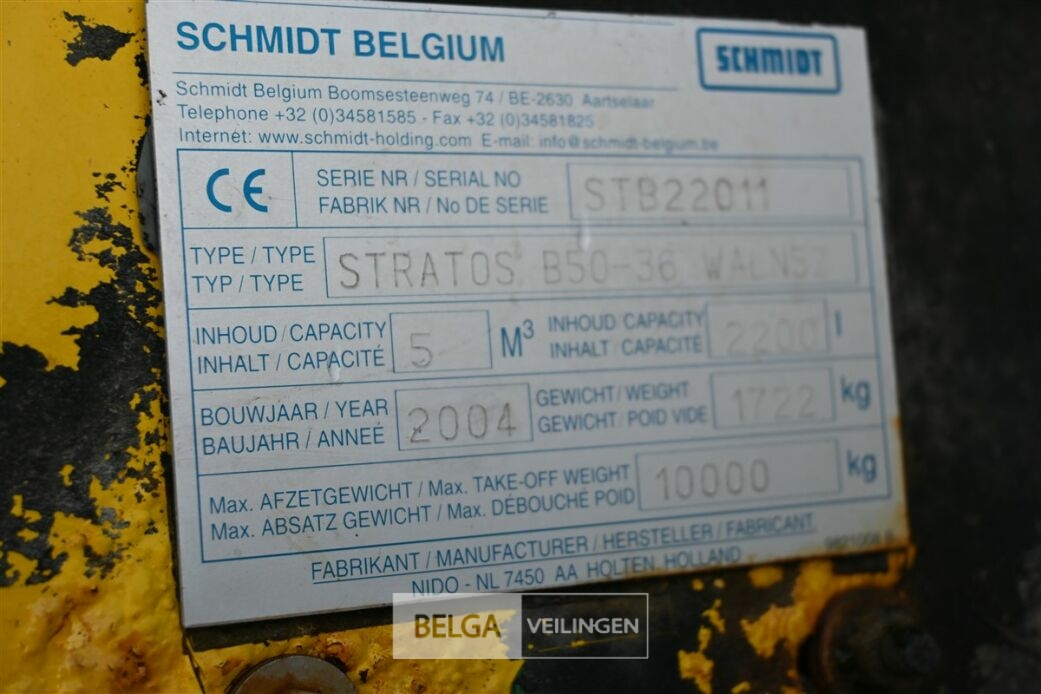 SCHMIDT BELGIUM
SCHMIDT
Schmidt Belgium Boomsesteenweg 74 / BE-2630 Aartselaar
Telephone +32 (0)34581585 - Fax +32 (0)34581825
Internet: www.schmidt-holding.com E-mail: info@schmidt-belgium.be
CE
SERIE NR / SERIAL NO
FABRIK NR / No DE SERIE
STB22011
TYPE / TYPE
TYP / TYPE
STRATOS B50-36 WALNS
INHOUD / CAPACITY
INHALT / CAPACITÉ
5
M³
INHOUD / CAPACITY
INHALT / CAPACITÉ
2200
l
BOUWJAAR / YEAR
BAUJAHR / ANNEÉ
2004
GEWICHT / WEIGHT
GEWICHT / POID VIDE
1722
kg
Max. AFZETGEWICHT / Max. TAKE-OFF WEIGHT
Max. ABSATZ GEWICHT / Max. DÉBOUCHÉ POID
10000
kg
FABRIKANT / MANUFACTURER / HERSTELLER / FABRICANT
NIDO - NL 7450 AA HOLTEN HOLLAND
BELGA VEILINGEN